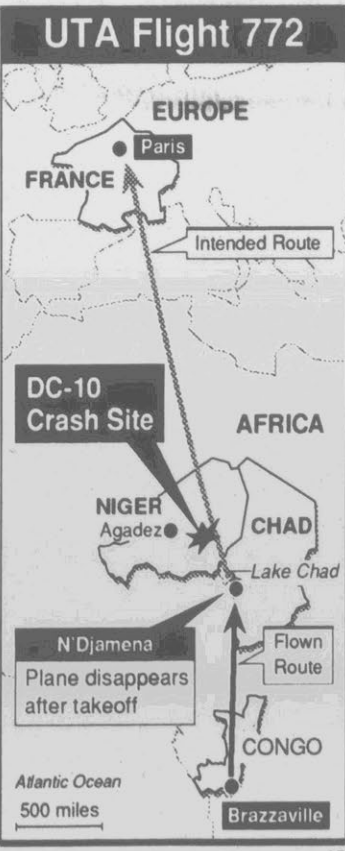 UTA Flight 772
EUROPE
Paris
FRANCE
Intended Route
DC-10
Crash Site
AFRICA
NIGER
Agadez
CHAD
Lake Chad
N'Djamena
Plane disappears
after takeoff
Flown
Route
CONGO
Atlantic Ocean
500 miles
Brazzaville